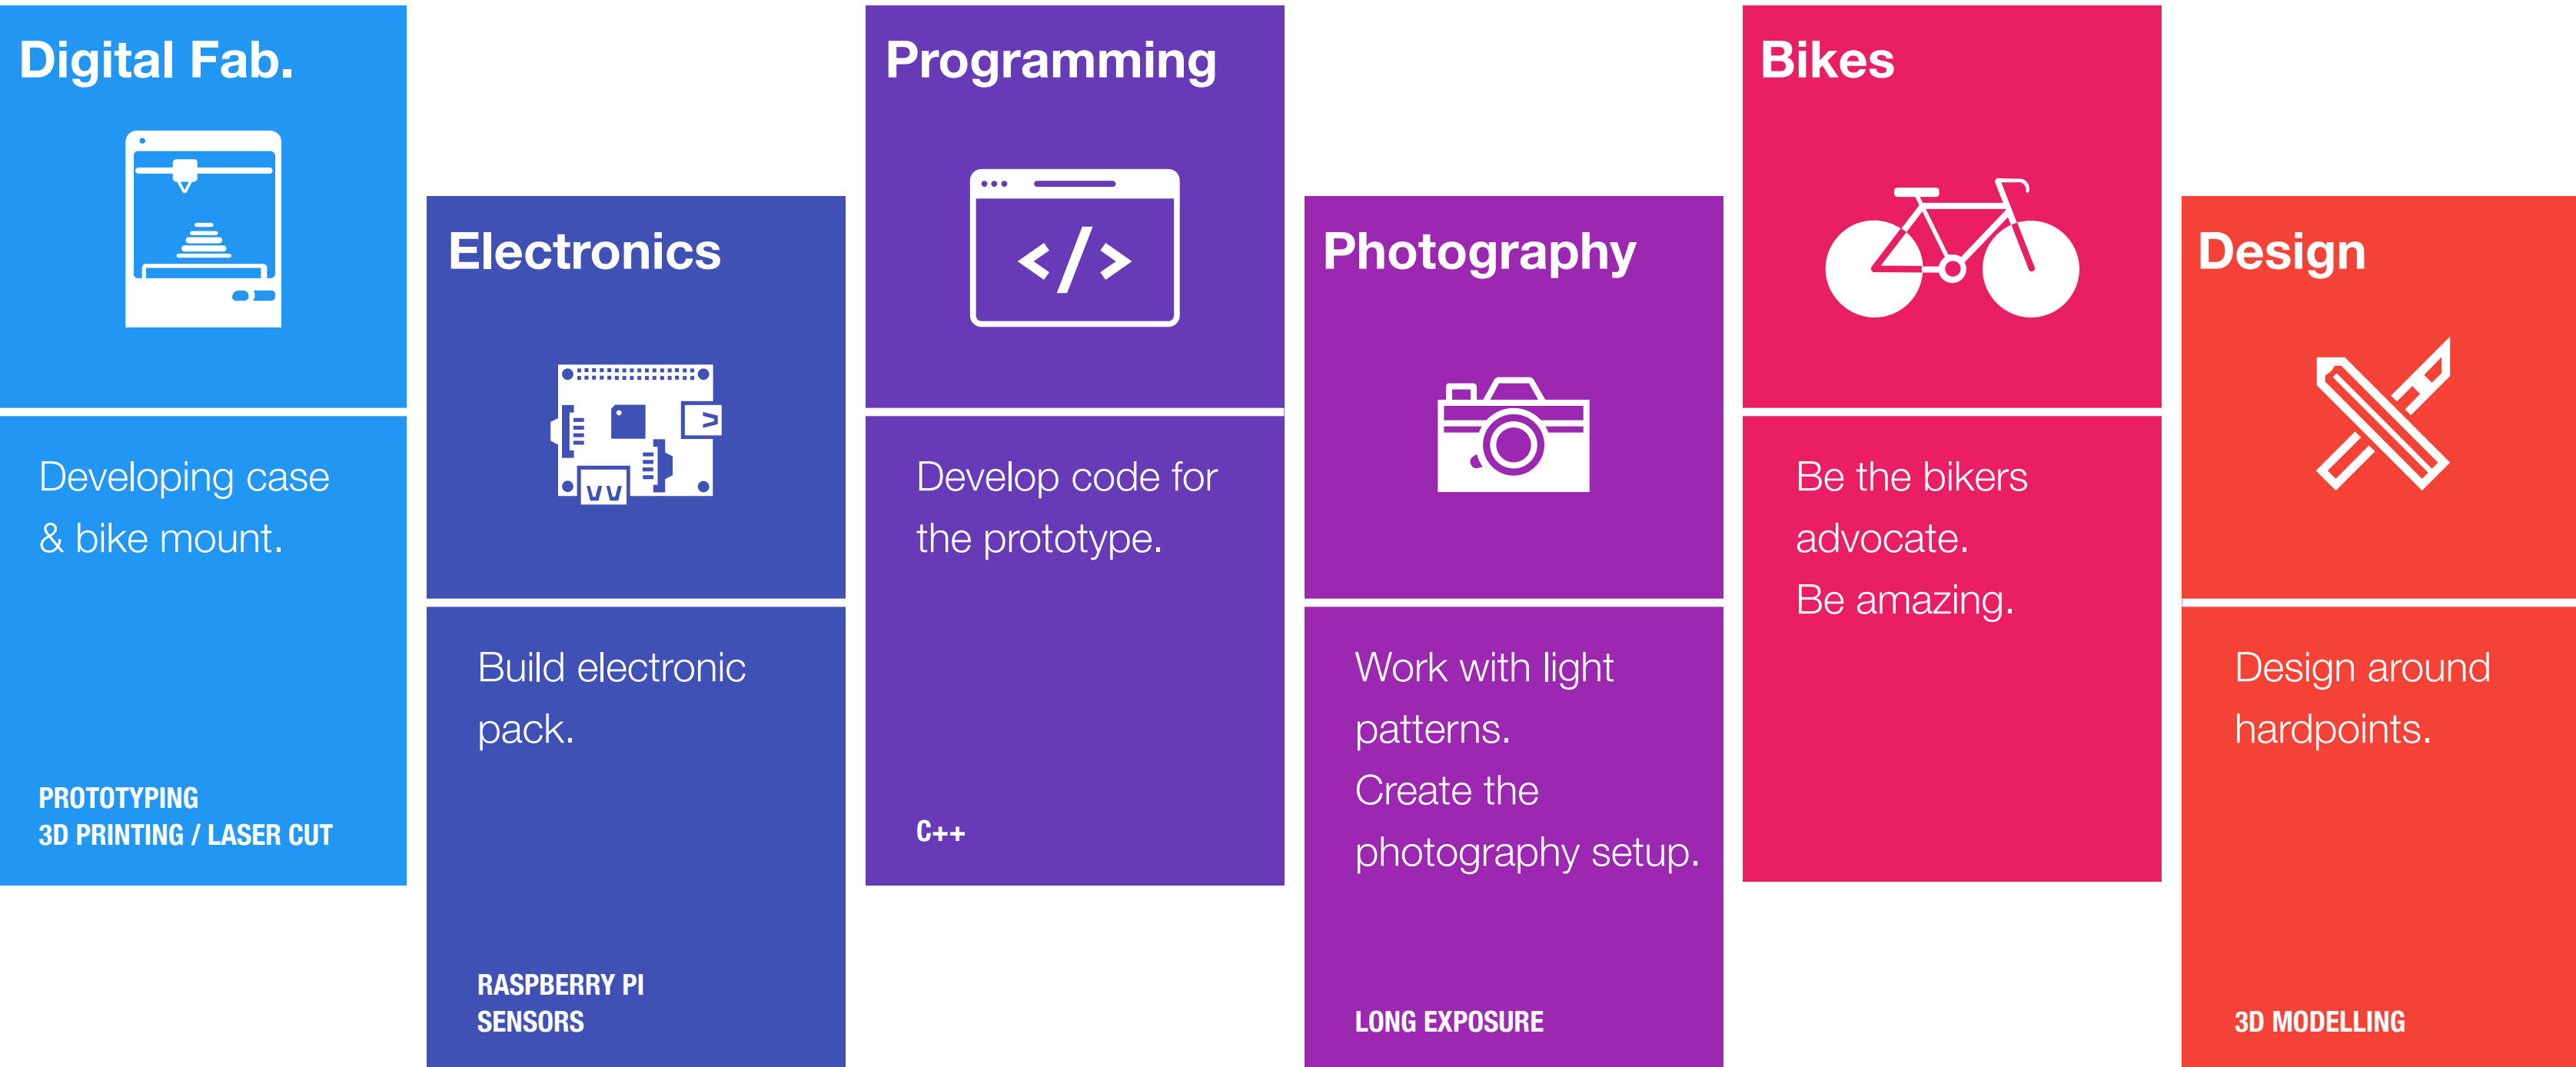 Digital Fab.
Developing case
& bike mount.
PROTOTYPING
3D PRINTING / LASER CUT
Electronics
Build electronic
pack.
RASPBERRY PI
SENSORS
Programming
</>
Develop code for
the prototype.
C++
Photography
Work with light
patterns.
Create the
photography setup.
LONG EXPOSURE
Bikes
Be the bikers
advocate.
Be amazing.
Design
Design around
hardpoints.
3D MODELLING